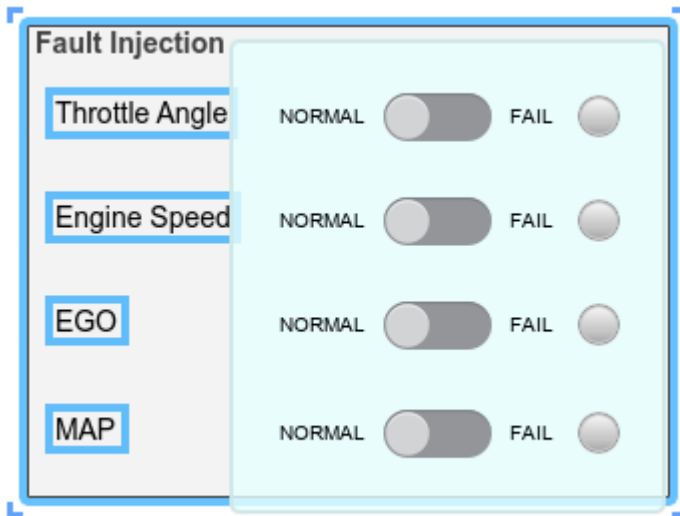 Fault Injection
Throttle Angle NORMAL FAIL
Engine Speed NORMAL FAIL
EGO NORMAL FAIL
MAP NORMAL FAIL